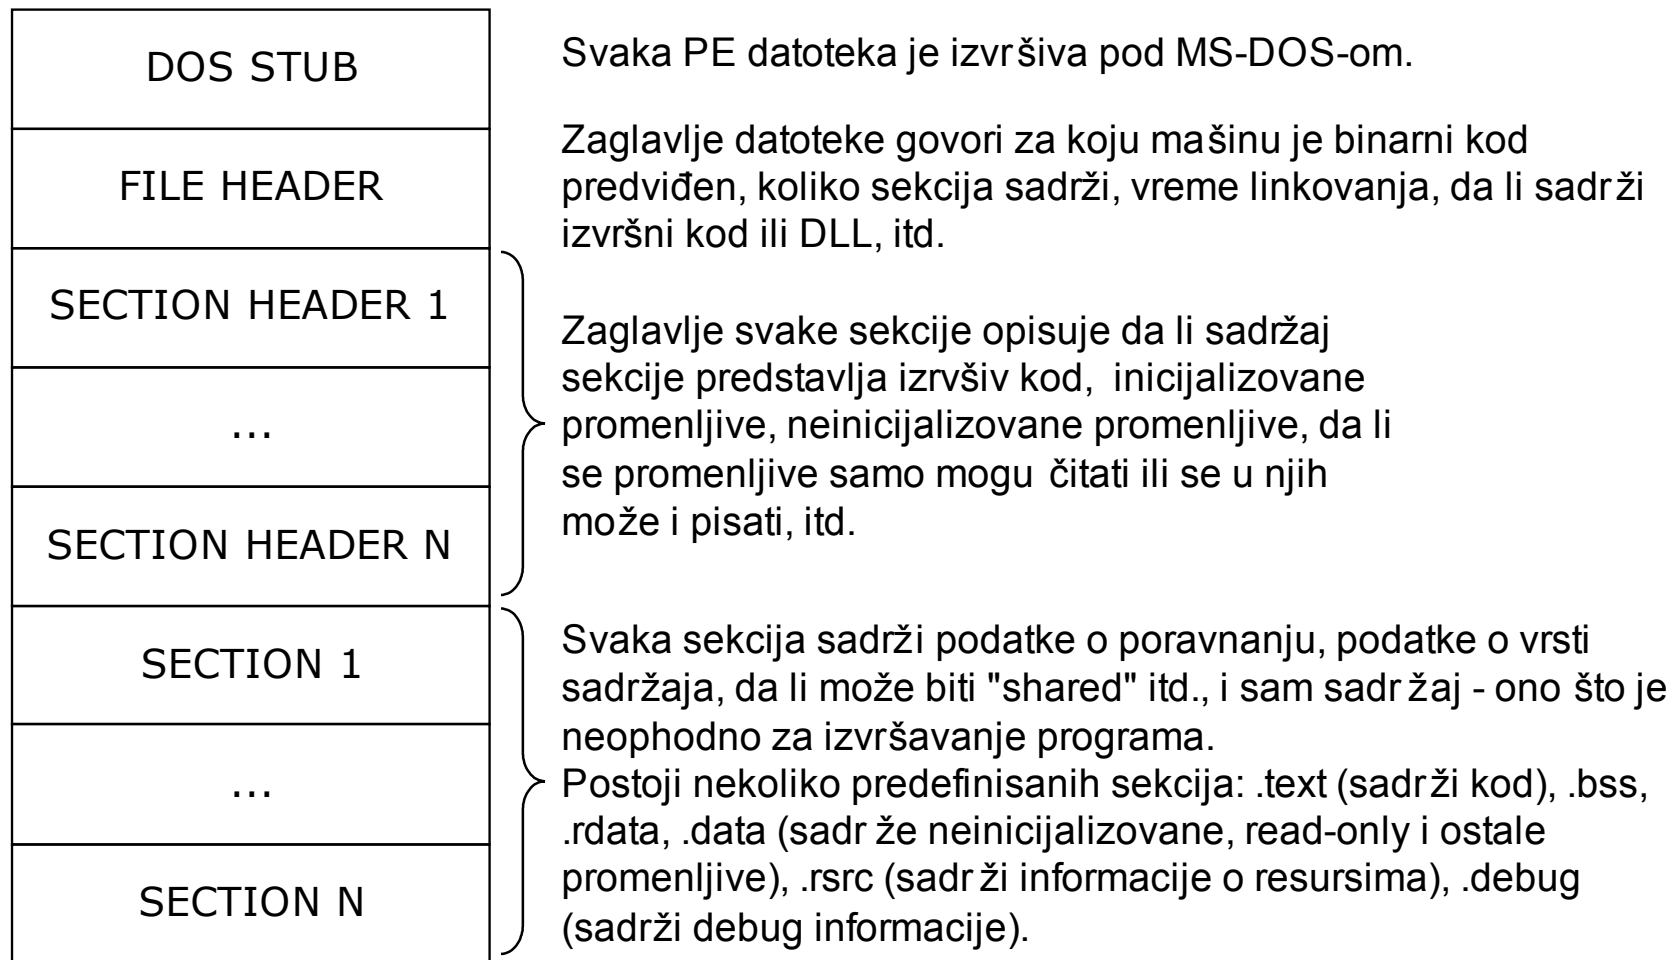 DOS STUB
Svaka PE datoteka je izvršiva pod MS-DOS-om.
FILE HEADER
Zaglavlje datoteke govori za koju mašinu je binarni kod
predviđen, koliko sekcija sadrži, vreme linkovanja, da li sadrži
izvršni kod ili DLL, itd.
SECTION HEADER 1
...
SECTION HEADER N
Zaglavlje svake sekcije opisuje da li sadržaj
sekcije predstavlja izrvšiv kod, inicijalizovane
promenljive, neinicijalizovane promenljive, da li
se promenljive samo mogu čitati ili se u njih
može i pisati, itd.
SECTION 1
...
SECTION N
Svaka sekcija sadrži podatke o poravnanju, podatke o vrsti
sadržaja, da li može biti "shared" itd., i sam sadržaj - ono što je
neophodno za izvršavanje programa.
Postoji nekoliko predefinisanih sekcija: .text (sadrži kod), .bss,
.rdata, .data (sadrže neinicijalizovane, read-only i ostale
promenljive), .rsrc (sadrži informacije o resursima), .debug
(sadrži debug informacije).